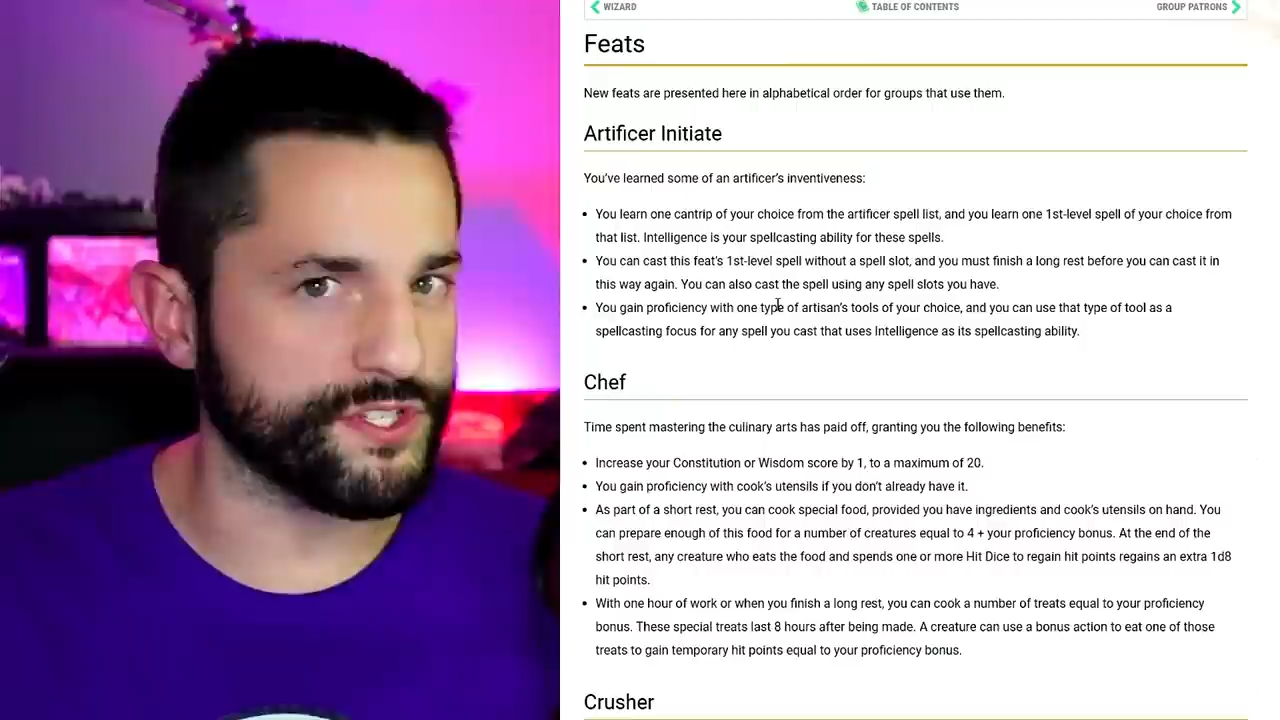 WIZARD
TABLE OF CONTENTS
GROUP PATRONS
Feats
New feats are presented here in alphabetical order for groups that use them.
Artificer Initiate
You've learned some of an artificer's inventiveness:
You learn one cantrip of your choice from the artificer spell list, and you learn one 1st-level spell of your choice from
that list. Intelligence is your spellcasting ability for these spells.
You can cast this feat's 1st-level spell without a spell slot, and you must finish a long rest before you can cast it in
this way again. You can also cast the spell using any spell slots you have.
You gain proficiency with one type of artisan's tools of your choice, and you can use that type of tool as a
spellcasting focus for any spell you cast that uses Intelligence as its spellcasting ability.
Chef
Time spent mastering the culinary arts has paid off, granting you the following benefits:
Increase your Constitution or Wisdom score by 1, to a maximum of 20.
You gain proficiency with cook's utensils if you don't already have it.
As part of a short rest, you can cook special food, provided you have ingredients and cook's utensils on hand. You
can prepare enough of this food for a number of creatures equal to 4 + your proficiency bonus. At the end of the
short rest, any creature who eats the food and spends one or more Hit Dice to regain hit points regains an extra 1d8
hit points.
With one hour of work or when you finish a long rest, you can cook a number of treats equal to your proficiency
bonus. These special treats last 8 hours after being made. A creature can use a bonus action to eat one of those
treats to gain temporary hit points equal to your proficiency bonus.
Crusher